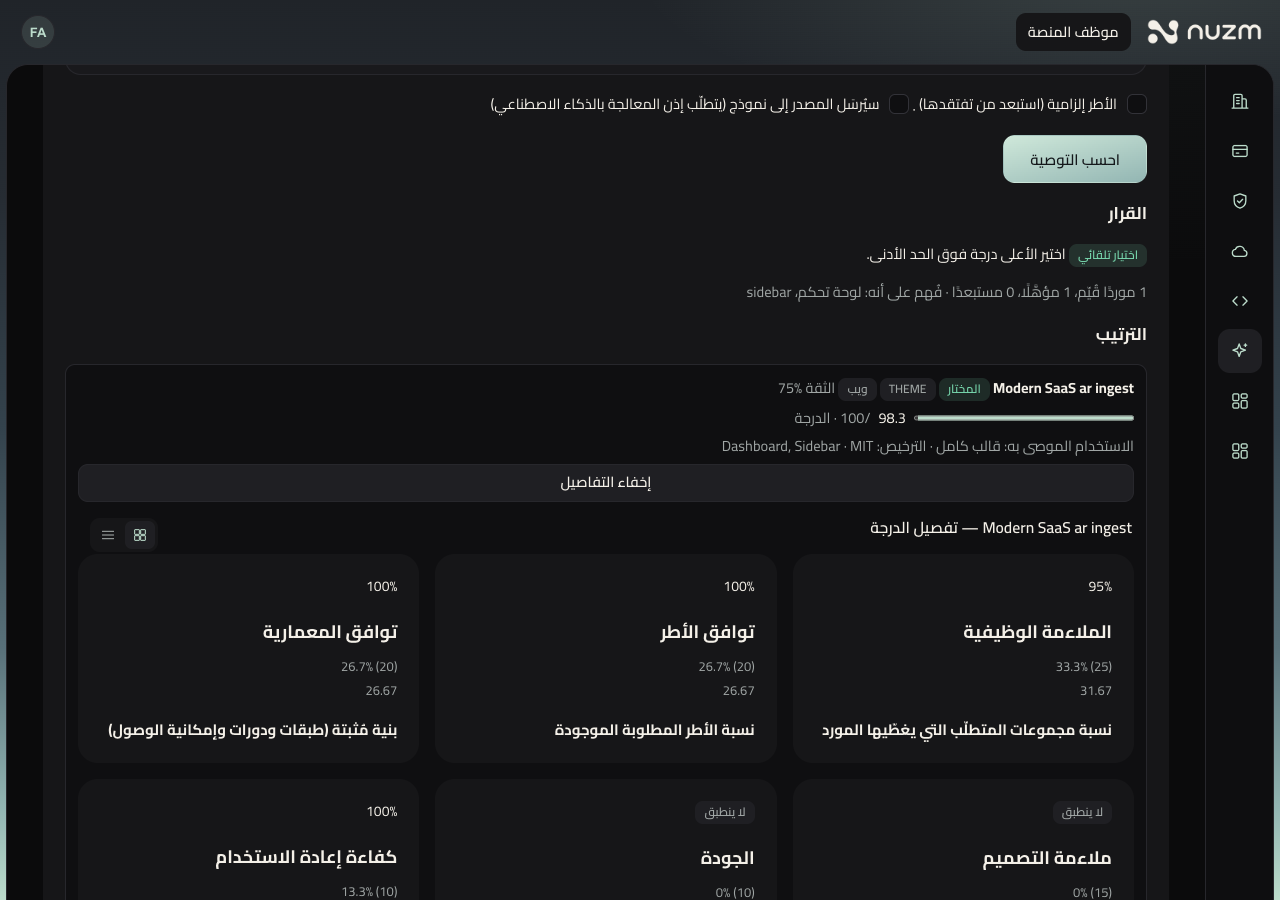 nuzm
موظف المنصة
FA
الأطر إلزامية (استبعد من تفتقدها) . سيُرسَل المصدر إلى نموذج (يتطلّب إذن المعالجة بالذكاء الاصطناعي)
احسب التوصية
القرار
اختيار تلقائي اختير الأعلى درجة فوق الحد الأدنى.
1 موردًا قُيّم، 1 مؤهَّلًا، 0 مستبعدًا · فُهم على أنه: لوحة تحكم، sidebar
الترتيب
Modern SaaS ar ingest المختار THEME ويب الثقة 75%
98.3 /100 · الدرجة
الاستخدام الموصى به: قالب كامل · الترخيص: Dashboard, Sidebar · MIT
إخفاء التفاصيل
Modern SaaS ar ingest — تفصيل الدرجة
95%
الملاءمة الوظيفية
33.3% (25)
31.67
نسبة مجموعات المتطلّب التي يغطّيها المورد
100%
توافق الأطر
26.7% (20)
26.67
نسبة الأطر المطلوبة الموجودة
100%
توافق المعمارية
26.7% (20)
26.67
بنية مُثبتة (طبقات ودورات وإمكانية الوصول)
لا ينطبق
ملاءمة التصميم
0% (15)
لا ينطبق
الجودة
0% (10)
100%
كفاءة إعادة الاستخدام
13.3% (10)